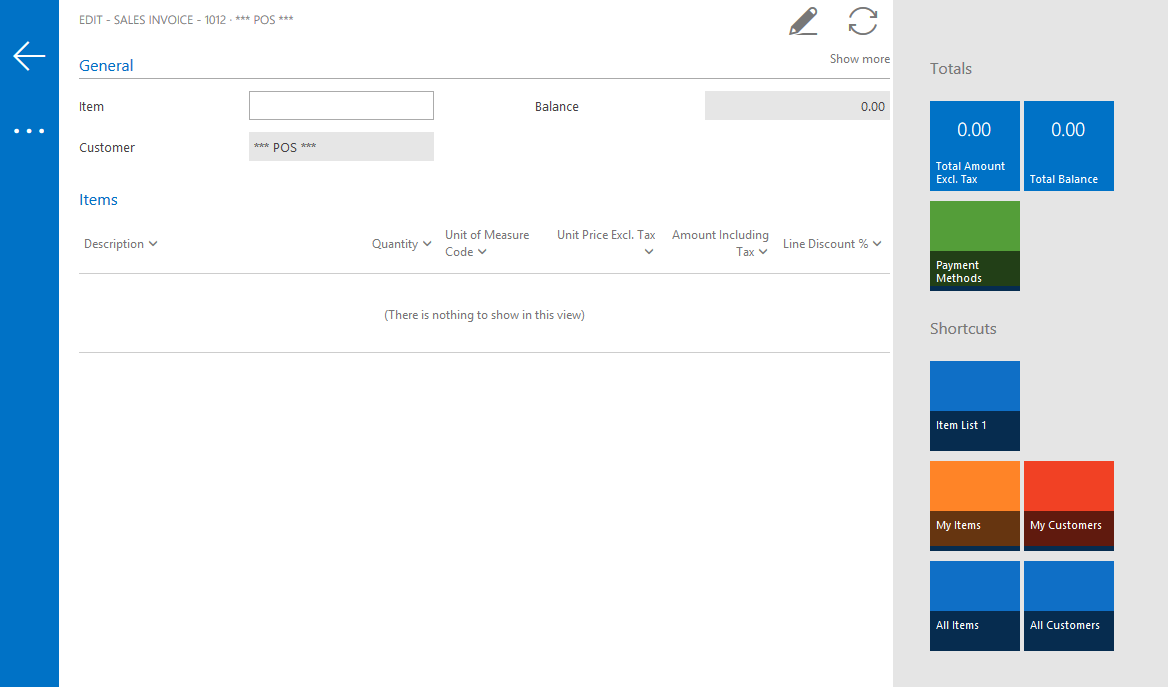 EDIT - SALES INVOICE - 1012 · *** POS ***
General
Show more
Item
Balance
0.00
Customer
*** POS ***
Items
Description
Quantity
Unit of Measure
Code
Unit Price Excl. Tax
Amount Including
Tax
Line Discount %
(There is nothing to show in this view)
Totals
0.00
Total Amount
Excl. Tax
0.00
Total Balance
Payment
Methods
Shortcuts
Item List 1
My Items
My Customers
All Items
All Customers